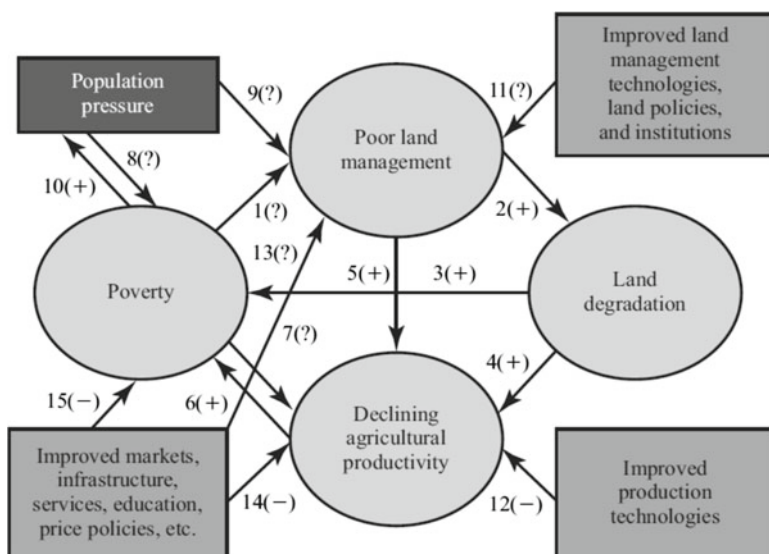 Population
pressure
9(?)
Poor land
management
11(?)
Improved land
management
technologies,
land policies,
and institutions
8(?)
10(+)
1(?)
2(+)
13(?)
Poverty
5(+)
3(+)
Land
degradation
7(?)
4(+)
15(−)
6(+)
Declining
agricultural
productivity
Improved markets,
infrastructure,
services, education,
price policies, etc.
14(−)
12(−)
Improved
production
technologies